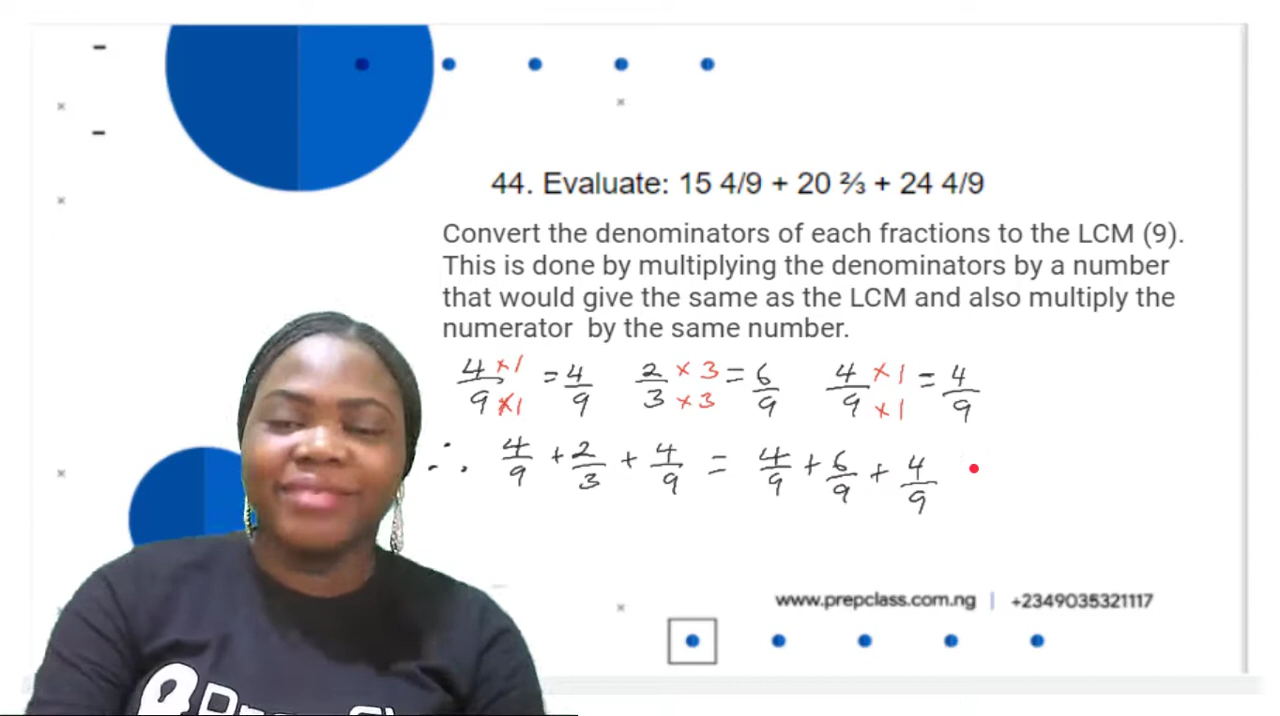 44. Evaluate: 15 4/9 + 20 ⅔ + 24 4/9
Convert the denominators of each fractions to the LCM (9).
This is done by multiplying the denominators by a number
that would give the same as the LCM and also multiply the
numerator by the same number.
4/9 ×1/×1 = 4/9   2/3 ×3/×3 = 6/9   4/9 ×1/×1 = 4/9
∴ 4/9 + 2/3 + 4/9 = 4/9 + 6/9 + 4/9
www.prepclass.com.ng | +2349035321117